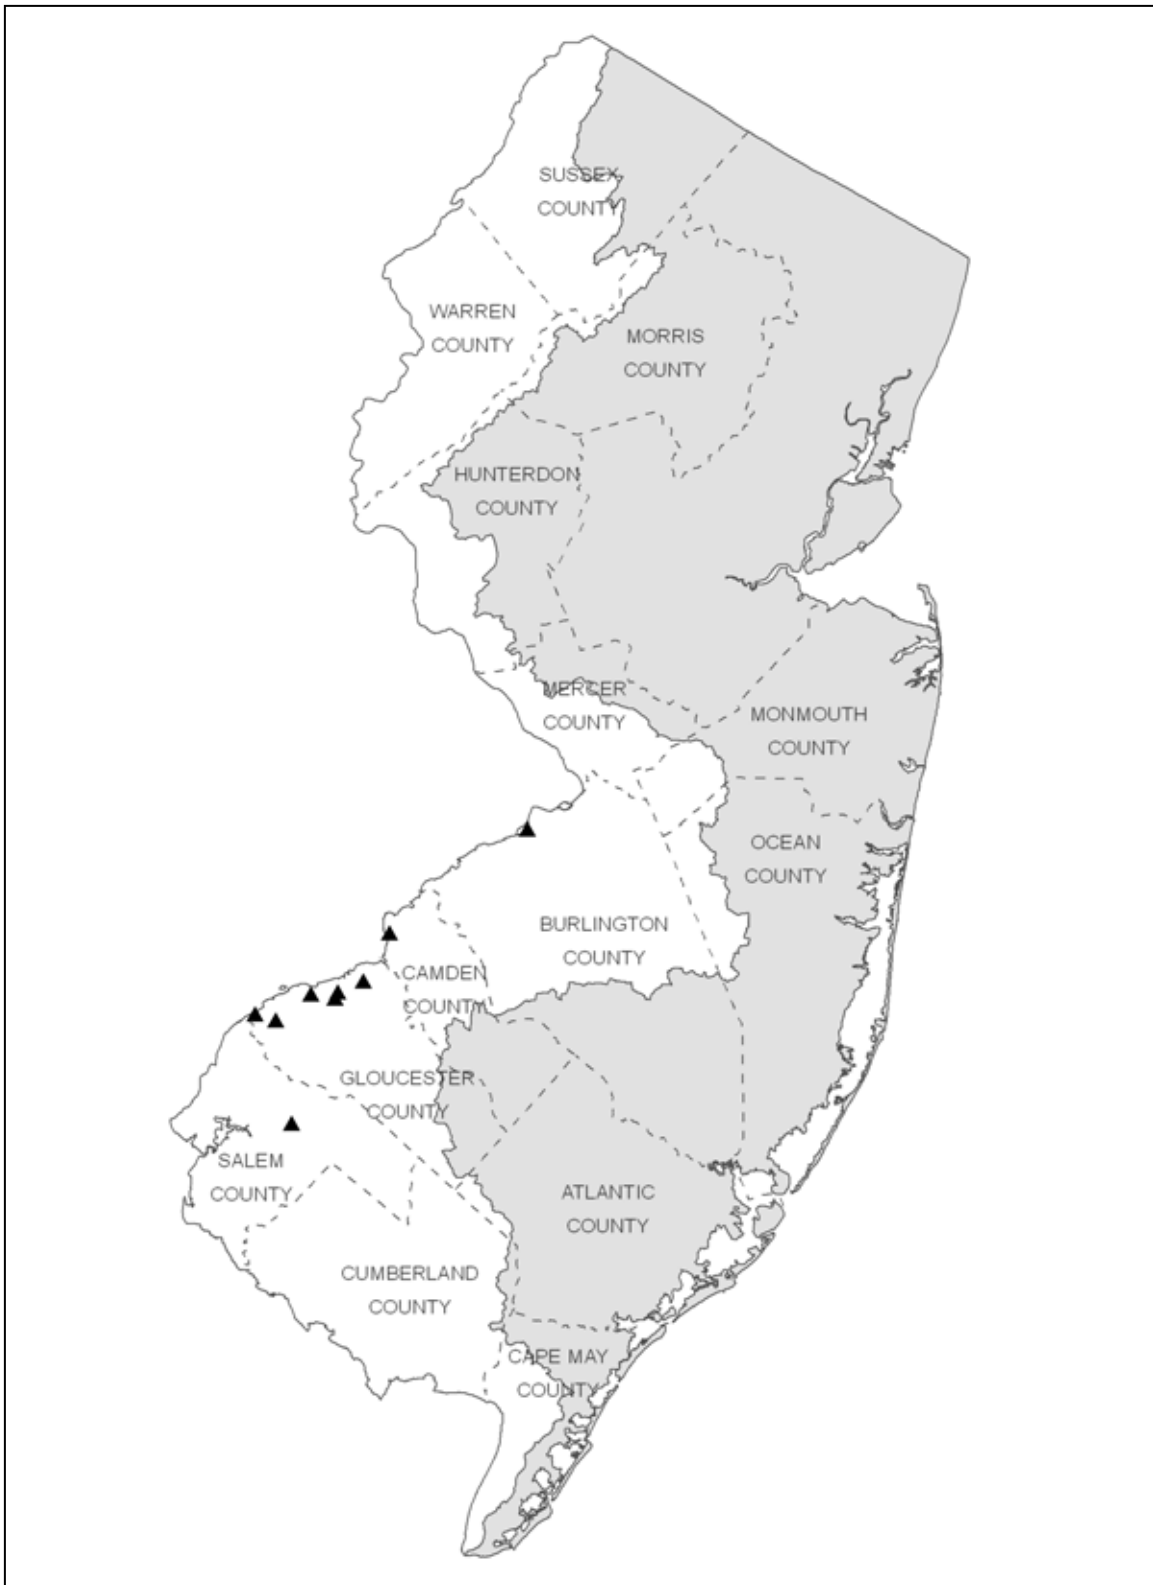 SUSSEX
COUNTY
WARREN
COUNTY
MORRIS
COUNTY
HUNTERDON
COUNTY
MERCER
COUNTY
MONMOUTH
COUNTY
OCEAN
COUNTY
BURLINGTON
COUNTY
CAMDEN
COUNTY
GLOUCESTER
COUNTY
SALEM
COUNTY
ATLANTIC
COUNTY
CUMBERLAND
COUNTY
CAPE MAY
COUNTY